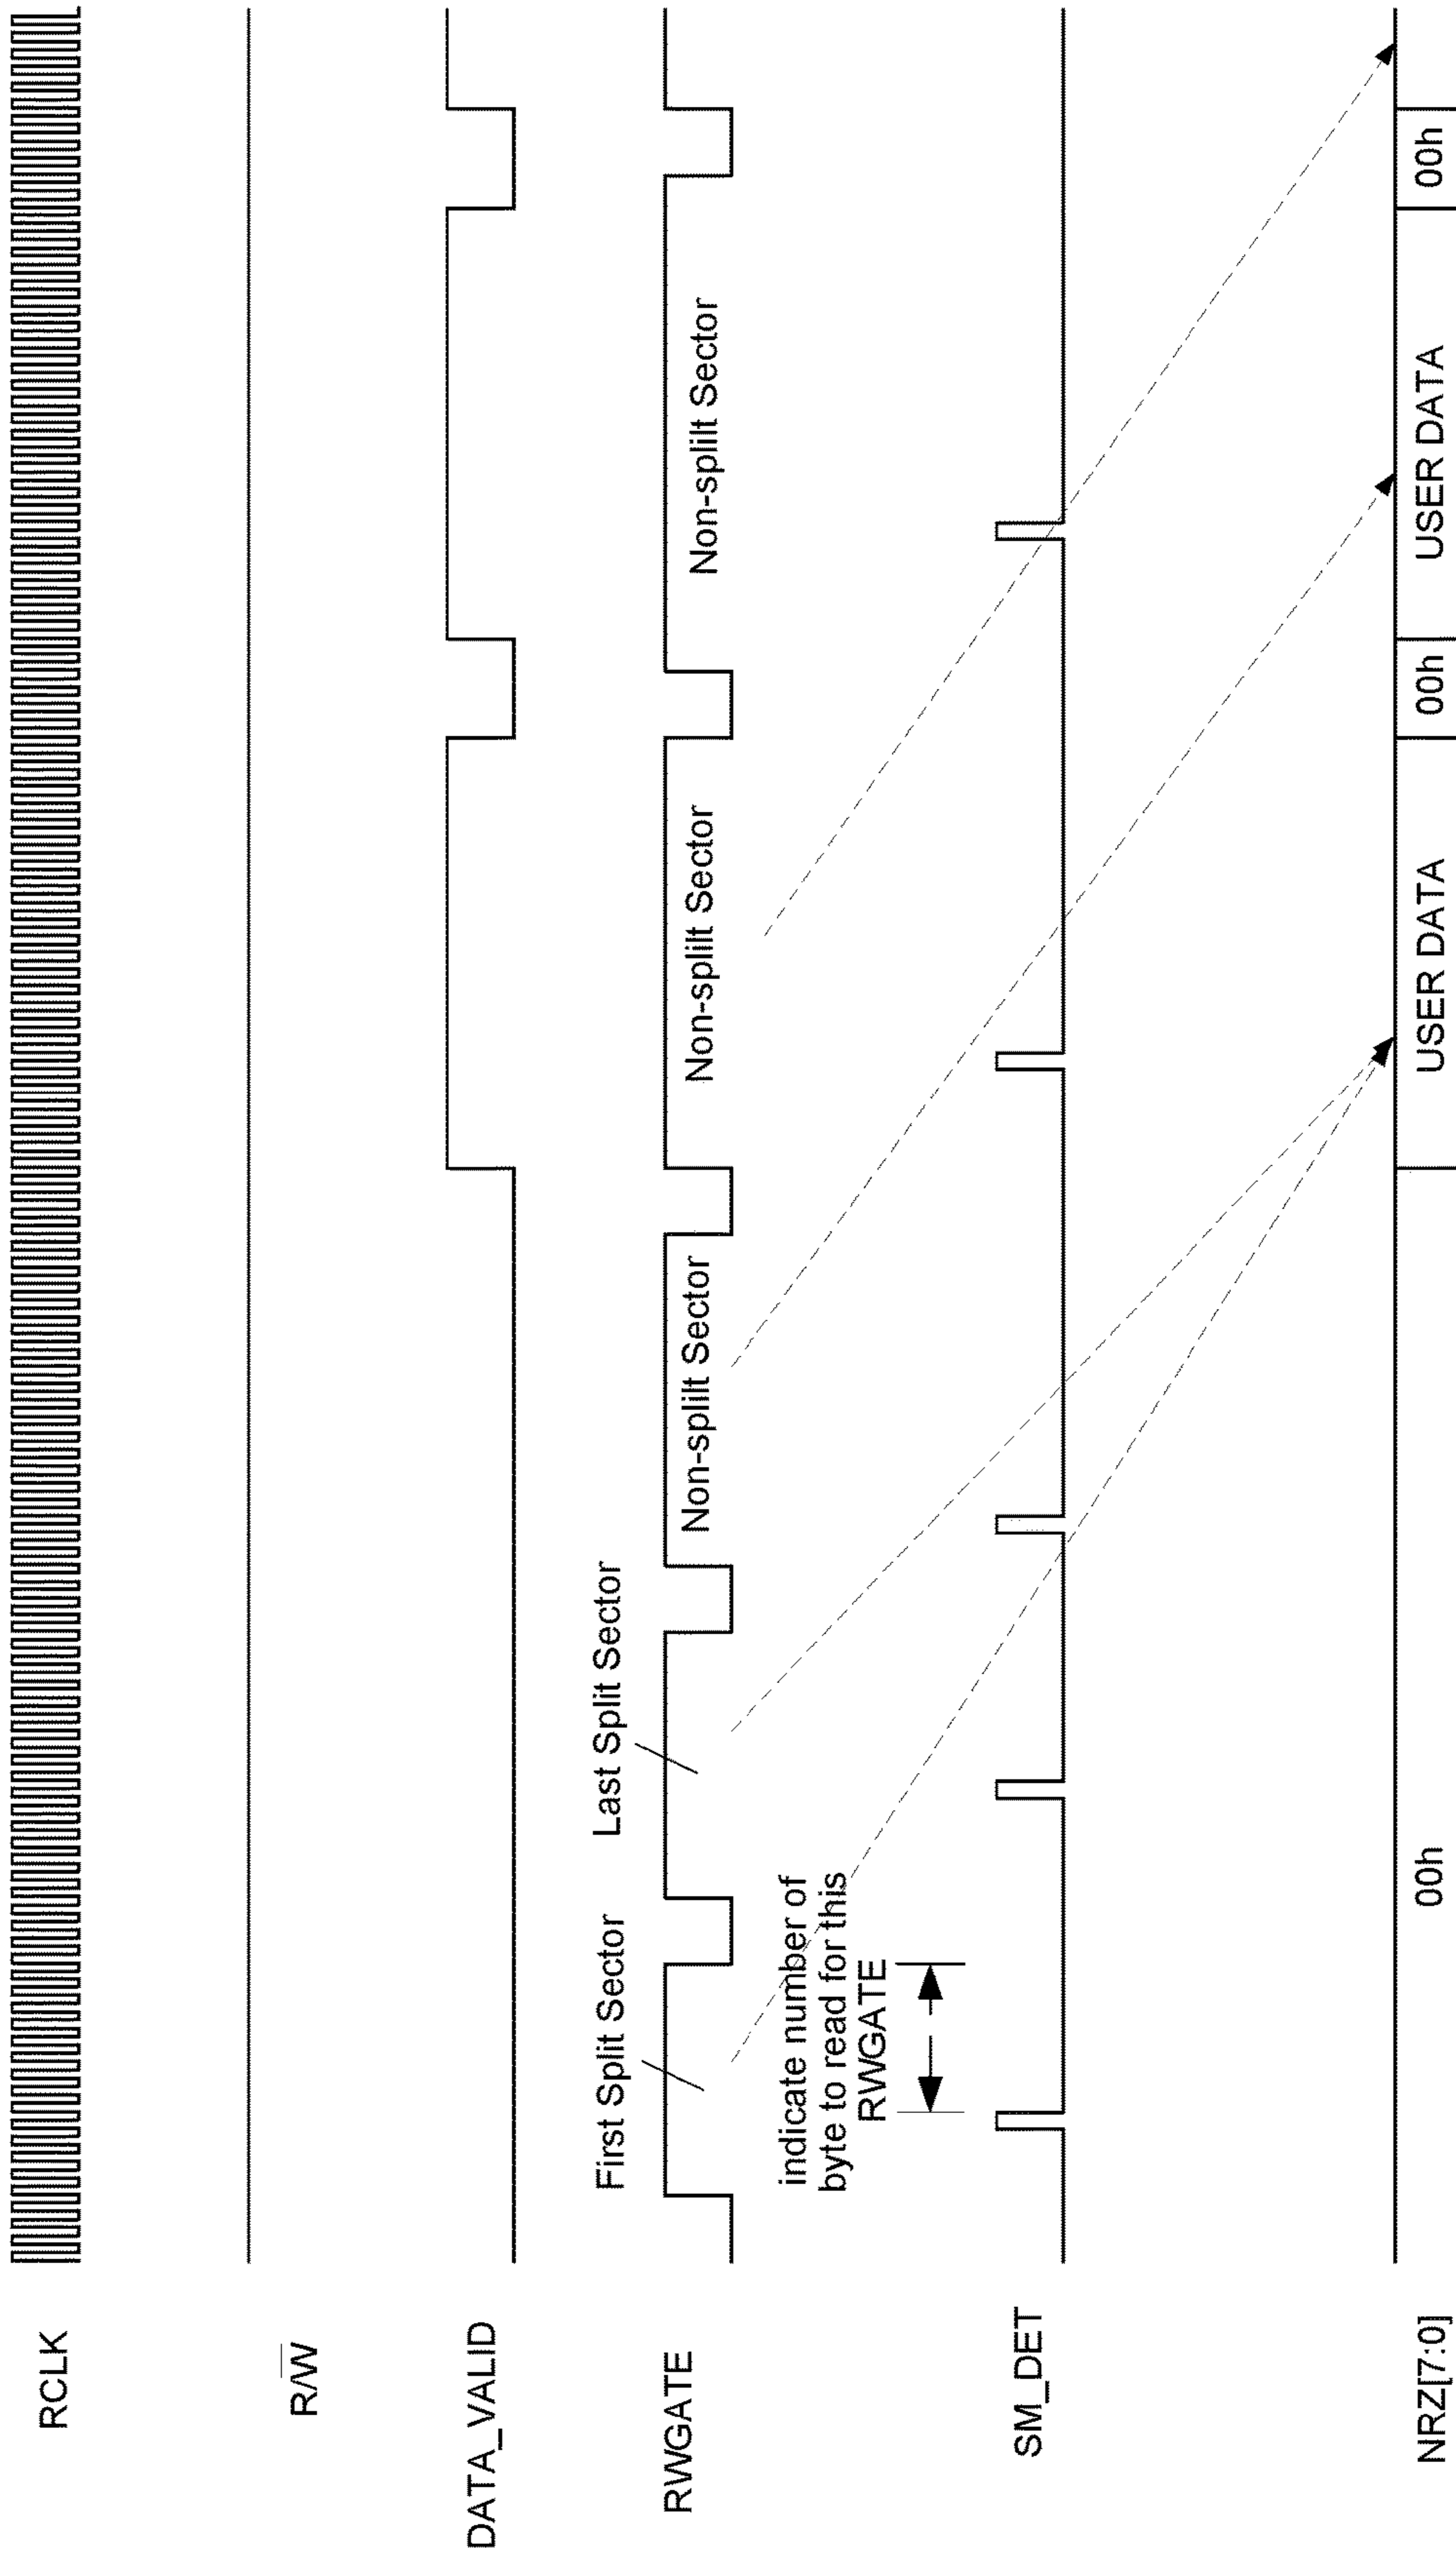 RCLK
R/W
DATA_VALID
RWGATE
First Split Sector
Last Split Sector
Non-split Sector
Non-split Sector
Non-spilt Sector
indicate number of
byte to read for this
RWGATE
SM_DET
NRZ[7:0]
00h
USER DATA
00h
USER DATA
00h